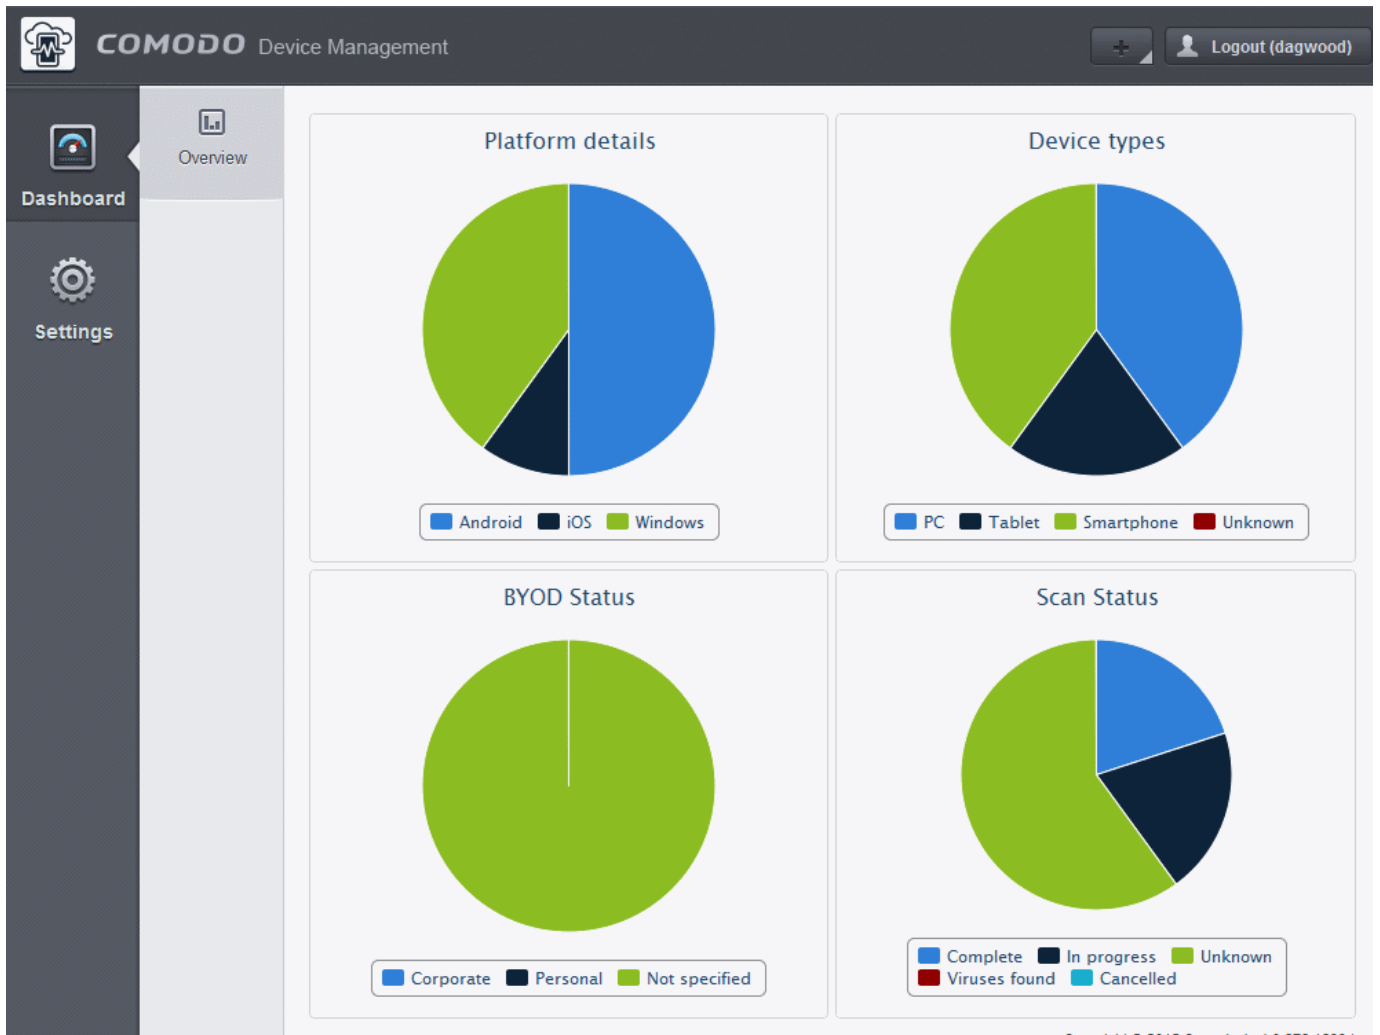 COMODO Device Management
Logout (dagwood)
Dashboard
Settings
Overview
Platform details
Android iOS Windows
Device types
PC Tablet Smartphone Unknown
BYOD Status
Corporate Personal Not specified
Scan Status
Complete In progress Unknown
Viruses found Cancelled